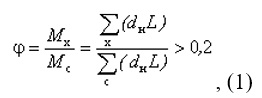 φ = Mх / Mс = ∑х (dнL) / ∑с (dнL) > 0,2 , (1)